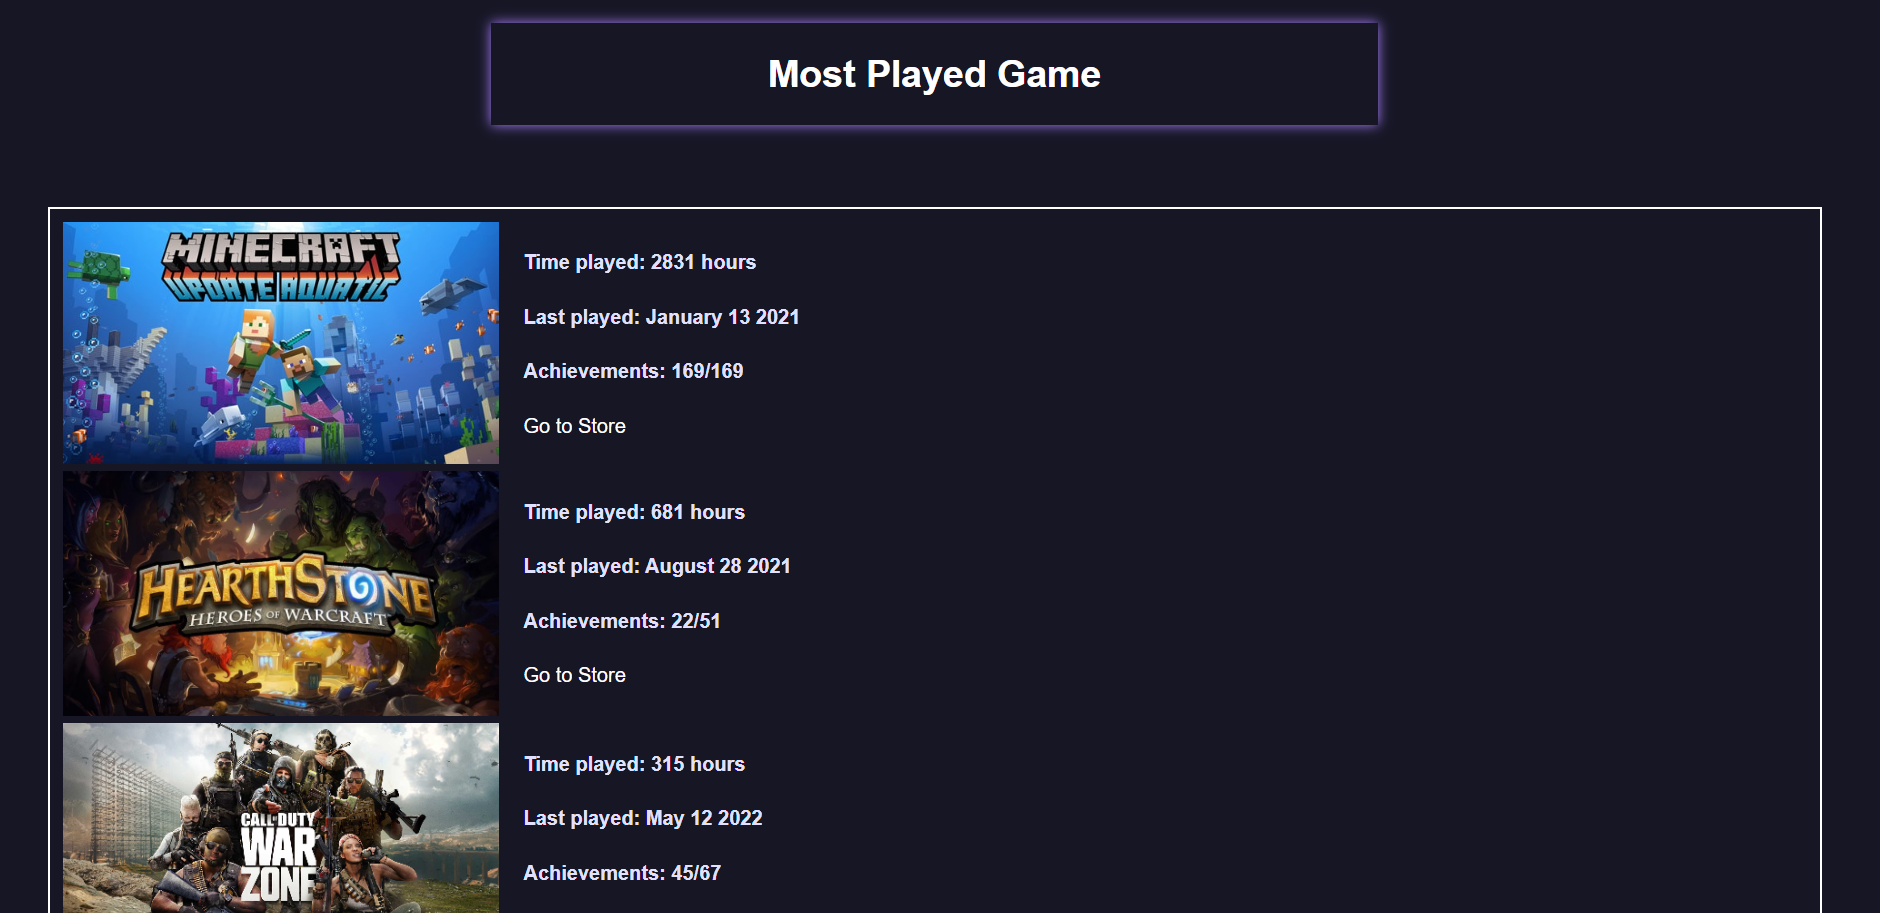 Most Played Game
MINECRAFT
UPDATE AQUATIC
Time played: 2831 hours
Last played: January 13 2021
Achievements: 169/169
Go to Store
HEARTHSTONE
HEROES OF WARCRAFT
Time played: 681 hours
Last played: August 28 2021
Achievements: 22/51
Go to Store
CALL OF DUTY
WAR
ZONE
Time played: 315 hours
Last played: May 12 2022
Achievements: 45/67